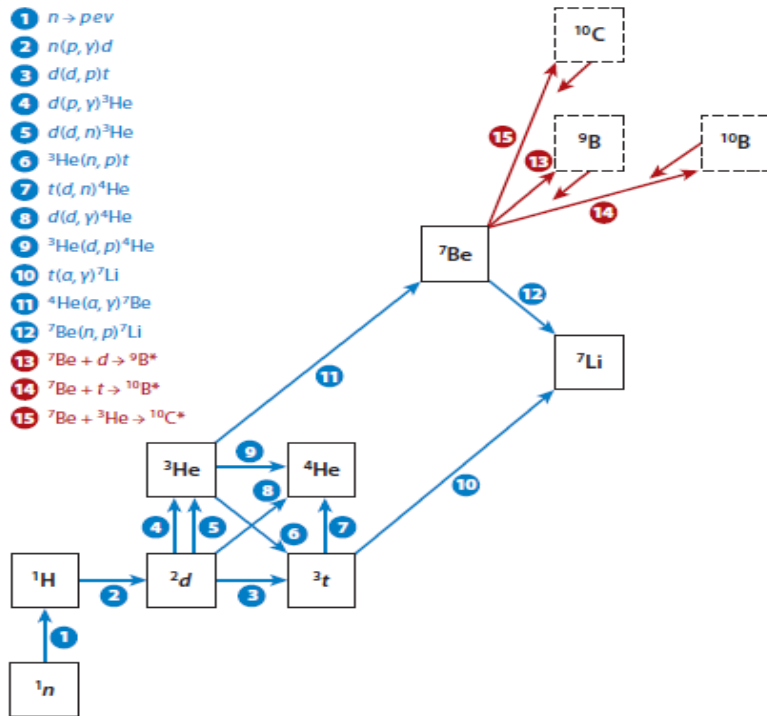 1 n → peν
2 n(p, γ)d
3 d(d, p)t
4 d(p, γ)³He
5 d(d, n)³He
6 ³He(n, p)t
7 t(d, n)⁴He
8 d(d, γ)⁴He
9 ³He(d, p)⁴He
10 t(α, γ)⁷Li
11 ⁴He(α, γ)⁷Be
12 ⁷Be(n, p)⁷Li
13 ⁷Be + d → ⁹B*
14 ⁷Be + t → ¹⁰B*
15 ⁷Be + ³He → ¹⁰C*
¹⁰C
15
13
⁹B
¹⁰B
14
⁷Be
12
11
⁷Li
³He
9
⁴He
8
10
4
5
6
7
¹H
2
²d
3
³t
1
¹n